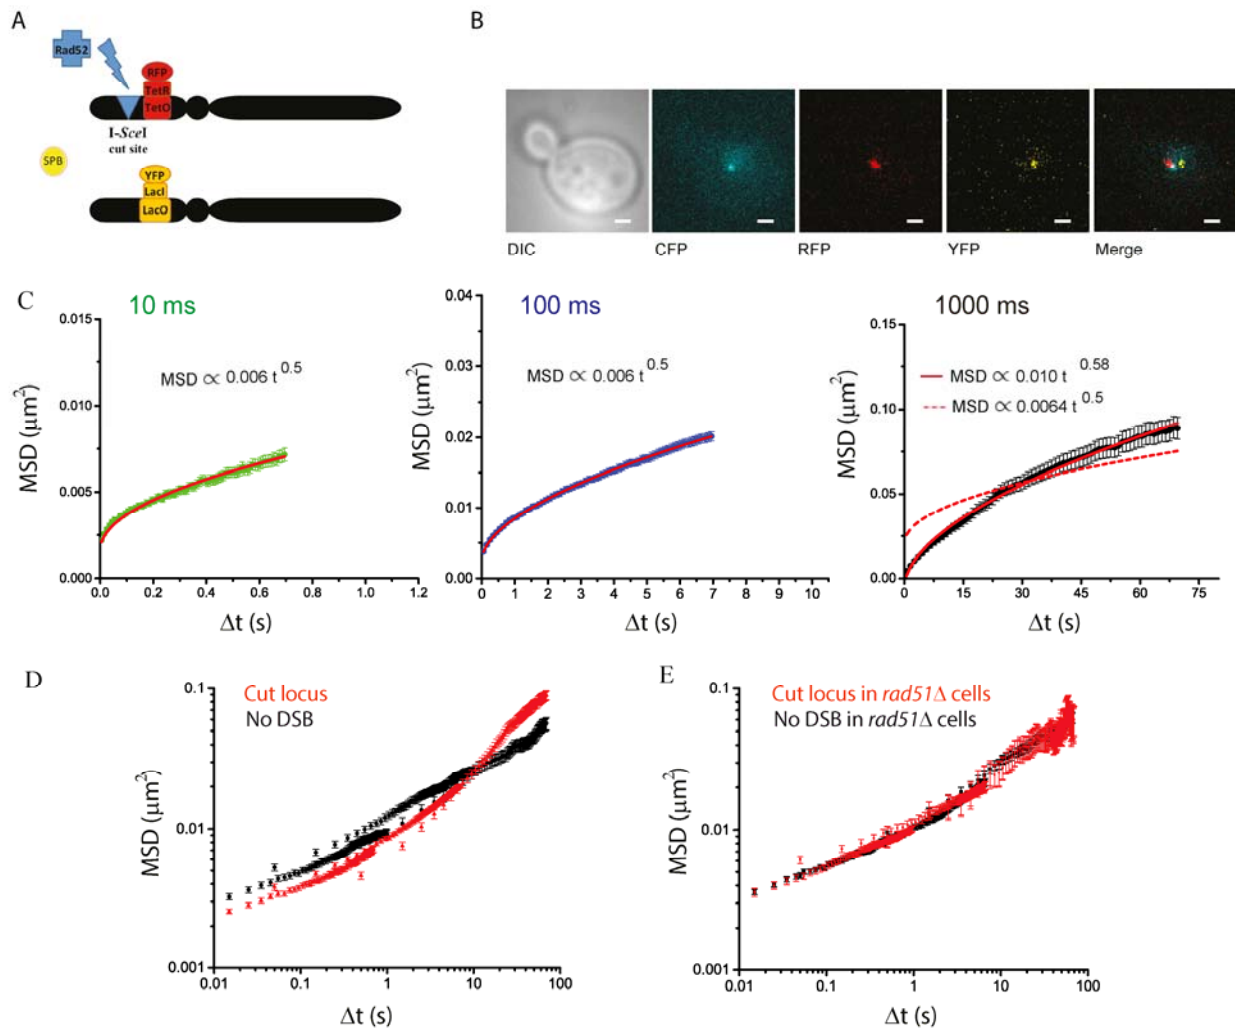 A
Rad52
RFP
TetR
TetO
I-SceI
cut site
SPB
YFP
LacI
LacO
B
DIC
CFP
RFP
YFP
Merge
C
10 ms
MSD ∝ 0.006 t^0.5
MSD (μm²)
0.015
0.010
0.005
0.000
0.0 0.2 0.4 0.6 0.8 1.0 1.2
Δt (s)
100 ms
MSD ∝ 0.006 t^0.5
MSD (μm²)
0.04
0.03
0.02
0.01
0.00
0 1 2 3 4 5 6 7 8 9 10
Δt (s)
1000 ms
MSD ∝ 0.010 t^0.58
MSD ∝ 0.0064 t^0.5
MSD (μm²)
0.15
0.10
0.05
0.00
0 15 30 45 60 75
Δt (s)
D
Cut locus
No DSB
MSD (μm²)
0.1
0.01
0.001
0.01 0.1 1 10 100
Δt (s)
E
Cut locus in rad51Δ cells
No DSB in rad51Δ cells
MSD (μm²)
0.1
0.01
0.001
0.01 0.1 1 10 100
Δt (s)